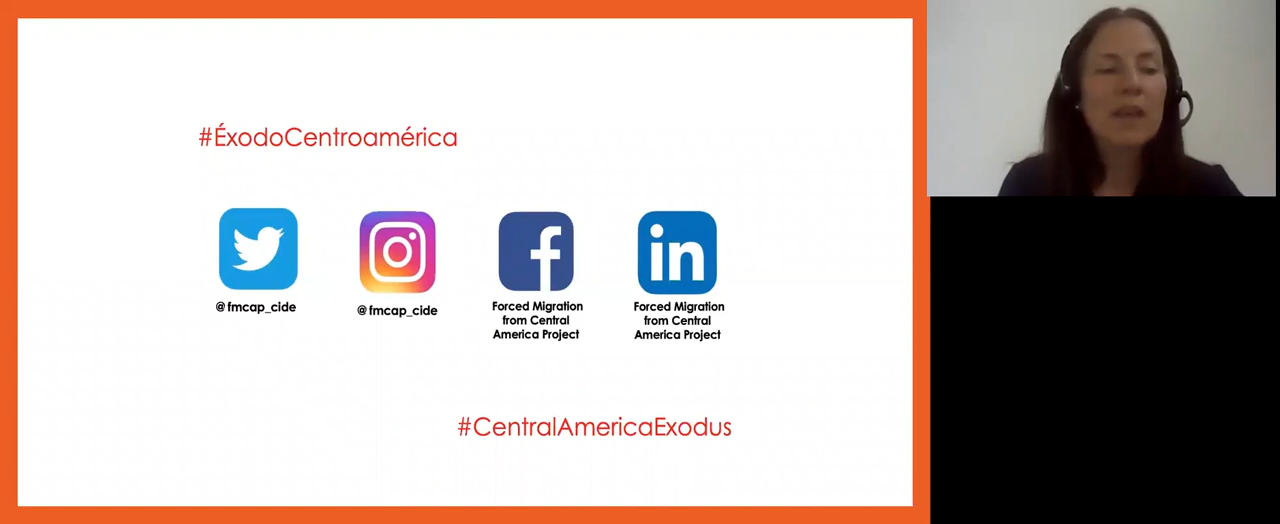 #ÉxodoCentroamérica
@fmcap_cide
@fmcap_cide
Forced Migration
from Central
America Project
Forced Migration
from Central
America Project
#CentralAmericaExodus